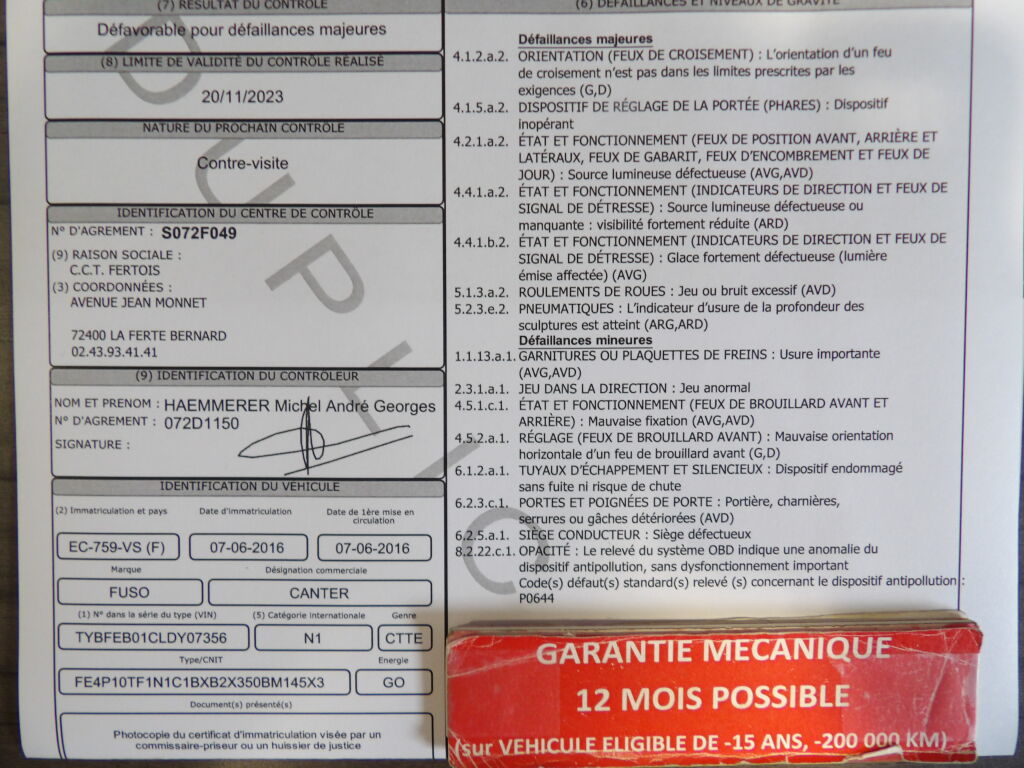 (7) RÉSULTAT DU CONTRÔLE
Défavorable pour défaillances majeures
(8) LIMITE DE VALIDITÉ DU CONTRÔLE RÉALISÉ
20/11/2023
NATURE DU PROCHAIN CONTRÔLE
Contre-visite
IDENTIFICATION DU CENTRE DE CONTRÔLE
N° D'AGREMENT : S072F049
(9) RAISON SOCIALE :
C.C.T. FERTOIS
(3) COORDONNÉES :
AVENUE JEAN MONNET
72400 LA FERTE BERNARD
02.43.93.41.41
(9) IDENTIFICATION DU CONTRÔLEUR
NOM ET PRENOM : HAEMMERER Michel André Georges
N° D'AGREMENT : 072D1150
SIGNATURE :
IDENTIFICATION DU VÉHICULE
(2) Immatriculation et pays
Date d'immatriculation
Date de 1ère mise en circulation
EC-759-VS (F)
07-06-2016
07-06-2016
Marque
Désignation commerciale
FUSO
CANTER
(1) N° dans la série du type (VIN)
(5) Catégorie internationale
Genre
TYBFEB01CLDY07356
N1
CTTE
Type/CNIT
Energie
FE4P10TF1N1C1BXB2X350BM145X3
GO
Document(s) présenté(s)
Photocopie du certificat d'immatriculation visée par un
commissaire-priseur ou un huissier de justice
(6) DÉFAILLANCES ET NIVEAUX DE GRAVITÉ
Défaillances majeures
4.1.2.a.2. ORIENTATION (FEUX DE CROISEMENT) : L'orientation d'un feu
de croisement n'est pas dans les limites prescrites par les
exigences (G,D)
4.1.5.a.2. DISPOSITIF DE RÉGLAGE DE LA PORTÉE (PHARES) : Dispositif
inopérant
4.2.1.a.2. ÉTAT ET FONCTIONNEMENT (FEUX DE POSITION AVANT, ARRIÈRE ET
LATÉRAUX, FEUX DE GABARIT, FEUX D'ENCOMBREMENT ET FEUX DE
JOUR) : Source lumineuse défectueuse (AVG,AVD)
4.4.1.a.2. ÉTAT ET FONCTIONNEMENT (INDICATEURS DE DIRECTION ET FEUX DE
SIGNAL DE DÉTRESSE) : Source lumineuse défectueuse ou
manquante : visibilité fortement réduite (ARD)
4.4.1.b.2. ÉTAT ET FONCTIONNEMENT (INDICATEURS DE DIRECTION ET FEUX DE
SIGNAL DE DÉTRESSE) : Glace fortement défectueuse (lumière
émise affectée) (AVG)
5.1.3.a.2. ROULEMENTS DE ROUES : Jeu ou bruit excessif (AVD)
5.2.3.e.2. PNEUMATIQUES : L'indicateur d'usure de la profondeur des
sculptures est atteint (ARG,ARD)
Défaillances mineures
1.1.13.a.1. GARNITURES OU PLAQUETTES DE FREINS : Usure importante
(AVG,AVD)
2.3.1.a.1. JEU DANS LA DIRECTION : Jeu anormal
4.5.1.c.1. ÉTAT ET FONCTIONNEMENT (FEUX DE BROUILLARD AVANT ET
ARRIÈRE) : Mauvaise fixation (AVG,AVD)
4.5.2.a.1. RÉGLAGE (FEUX DE BROUILLARD AVANT) : Mauvaise orientation
horizontale d'un feu de brouillard avant (G,D)
6.1.2.a.1. TUYAUX D'ÉCHAPPEMENT ET SILENCIEUX : Dispositif endommagé
sans fuite ni risque de chute
6.2.3.c.1. PORTES ET POIGNÉES DE PORTE : Portière, charnières,
serrures ou gâches détériorées (AVD)
6.2.5.a.1. SIÈGE CONDUCTEUR : Siège défectueux
8.2.22.c.1. OPACITÉ : Le relevé du système OBD indique une anomalie du
dispositif antipollution, sans dysfonctionnement important
Code(s) défaut(s) standard(s) relevé (s) concernant le dispositif antipollution :
P0644
DUPLIC
GARANTIE MECANIQUE
12 MOIS POSSIBLE
(sur VEHICULE ELIGIBLE DE -15 ANS, -200 000 KM)